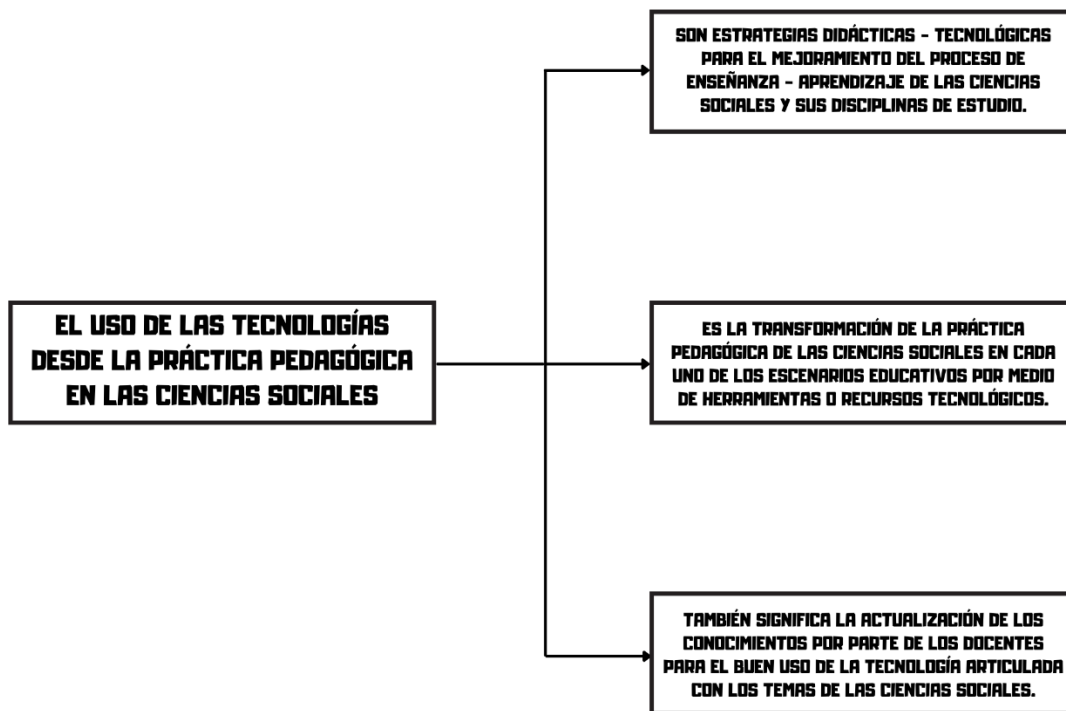 SON ESTRATEGIAS DIDÁCTICAS - TECNOLÓGICAS
PARA EL MEJORAMIENTO DEL PROCESO DE
ENSEÑANZA - APRENDIZAJE DE LAS CIENCIAS
SOCIALES Y SUS DISCIPLINAS DE ESTUDIO.
EL USO DE LAS TECNOLOGÍAS
DESDE LA PRÁCTICA PEDAGÓGICA
EN LAS CIENCIAS SOCIALES
ES LA TRANSFORMACIÓN DE LA PRÁCTICA
PEDAGÓGICA DE LAS CIENCIAS SOCIALES EN CADA
UNO DE LOS ESCENARIOS EDUCATIVOS POR MEDIO
DE HERRAMIENTAS O RECURSOS TECNOLÓGICOS.
TAMBIÉN SIGNIFICA LA ACTUALIZACIÓN DE LOS
CONOCIMIENTOS POR PARTE DE LOS DOCENTES
PARA EL BUEN USO DE LA TECNOLOGÍA ARTICULADA
CON LOS TEMAS DE LAS CIENCIAS SOCIALES.